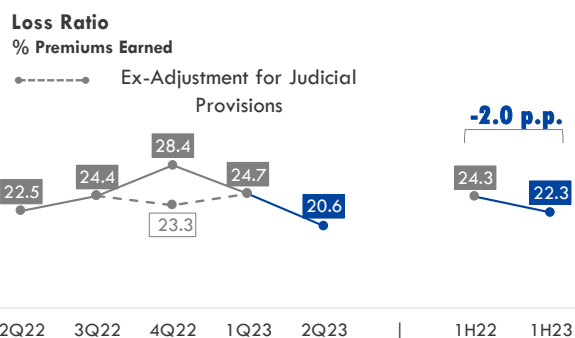 Loss Ratio
% Premiums Earned
Ex-Adjustment for Judicial
Provisions
-2.0 p.p.
28.4
24.4
24.7
24.3
22.5
22.3
20.6
23.3
2Q22 3Q22 4Q22 1Q23 2Q23 | 1H22 1H23